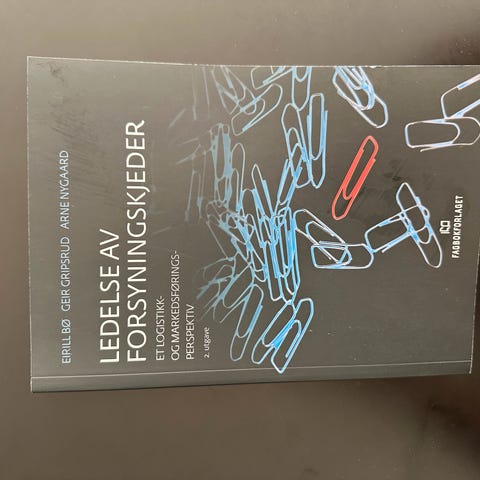 EIRILL BØ GEIR GRIPSRUD ARNE NYGAARD
LEDELSE AV
FORSYNINGSKJEDER
ET LOGISTIKK-
OG MARKEDSFØRINGS-
PERSPEKTIV
2. utgave
FAGBOKFORLAGET